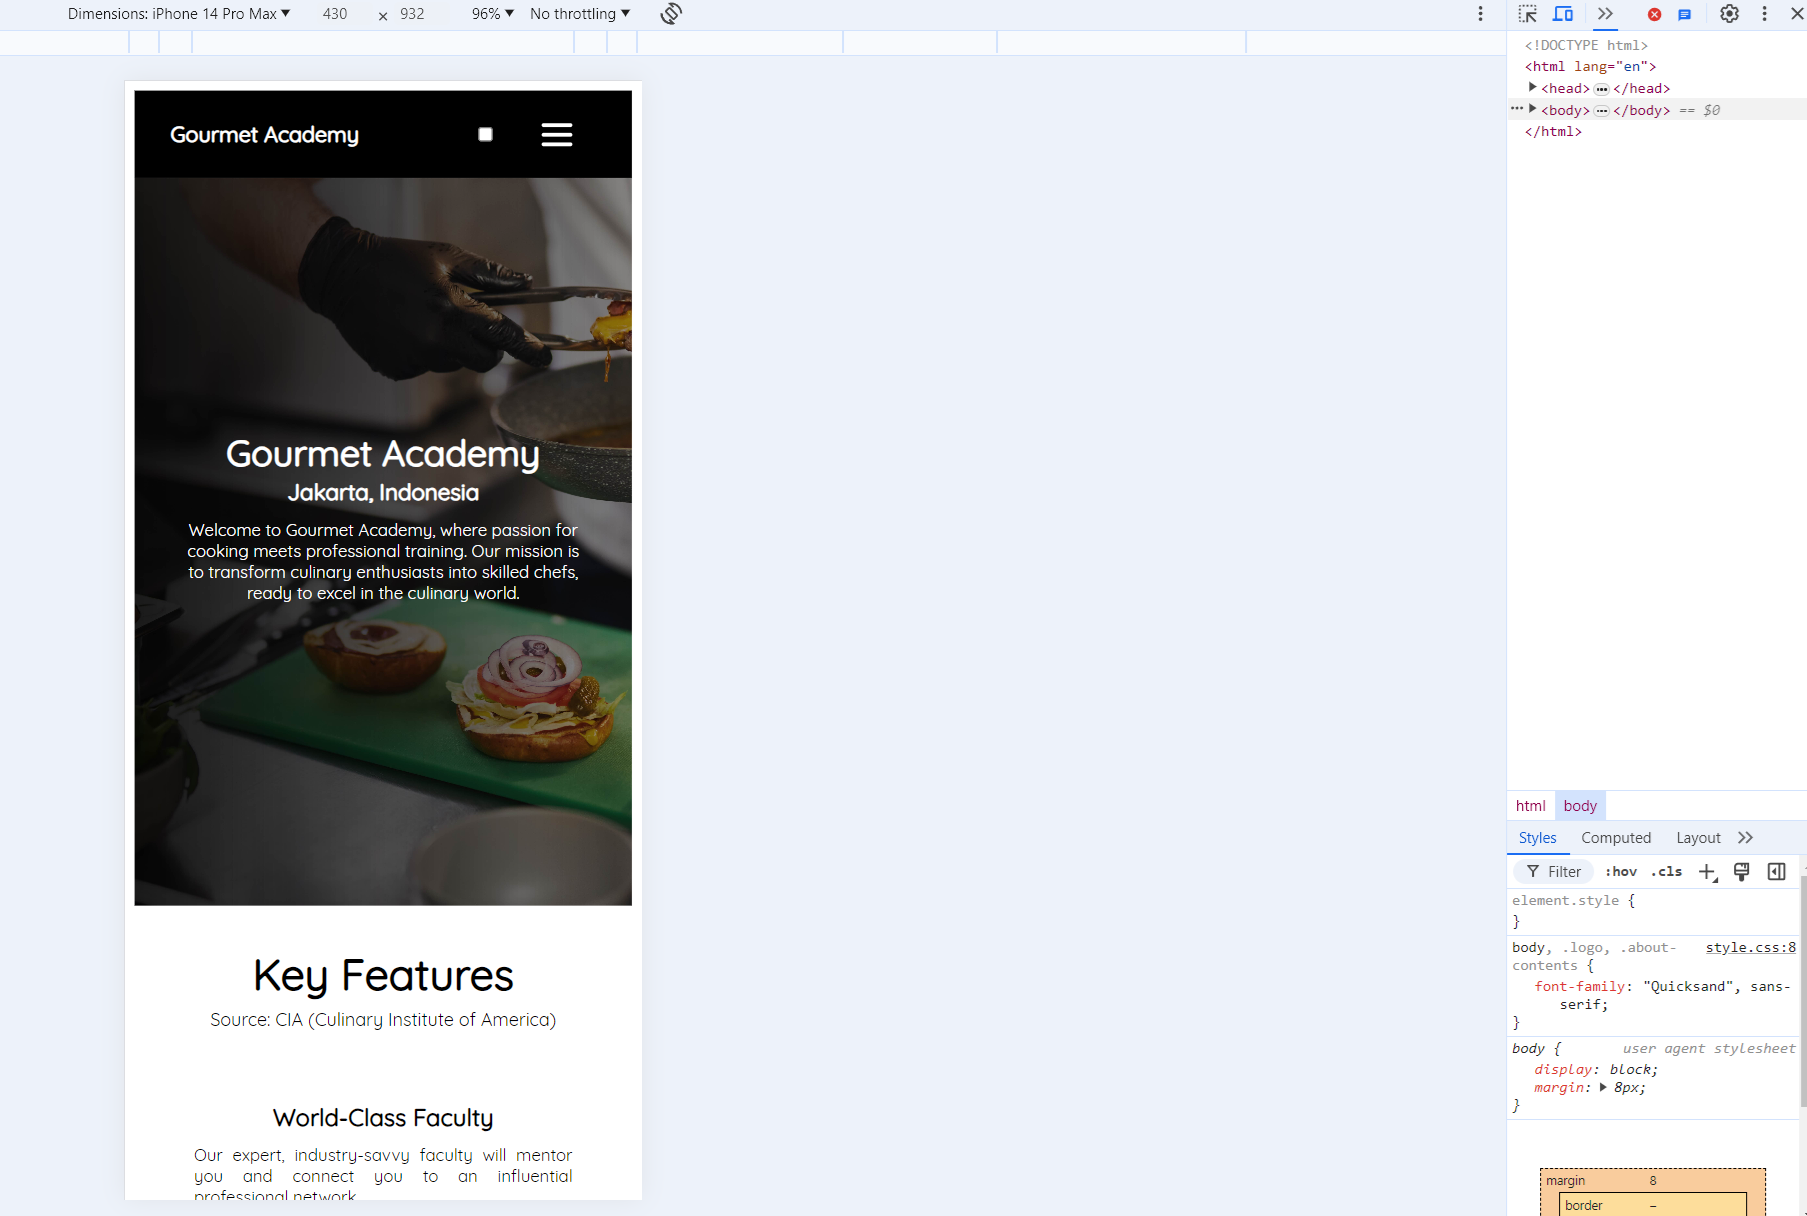 Dimensions: iPhone 14 Pro Max ▼ 430 × 932 96% ▼ No throttling ▼
<!DOCTYPE html>
<html lang="en">
<head> ••• </head>
••• <body> ••• </body> == $0
</html>
Gourmet Academy
Gourmet Academy
Jakarta, Indonesia
Welcome to Gourmet Academy, where passion for
cooking meets professional training. Our mission is
to transform culinary enthusiasts into skilled chefs,
ready to excel in the culinary world.
Key Features
Source: CIA (Culinary Institute of America)
World-Class Faculty
Our expert, industry-savvy faculty will mentor
you and connect you to an influential
professional network
html body
Styles Computed Layout
Filter :hov .cls
element.style {
}
body, .logo, .about- style.css:8
contents {
font-family: "Quicksand", sans-
serif;
}
body { user agent stylesheet
display: block;
margin: 8px;
}
margin 8
border –